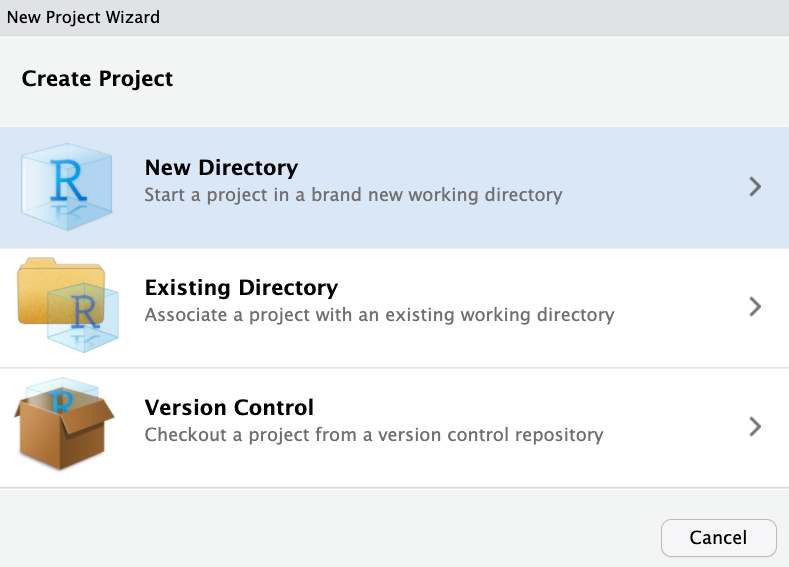 New Project Wizard
Create Project
New Directory
Start a project in a brand new working directory
Existing Directory
Associate a project with an existing working directory
Version Control
Checkout a project from a version control repository
Cancel